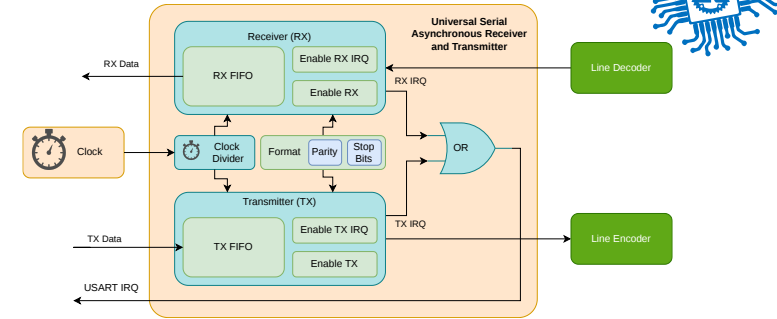 Universal Serial
Asynchronous Receiver
and Transmitter
Receiver (RX)
RX FIFO
Enable RX IRQ
Enable RX
RX Data
RX IRQ
Line Decoder
Clock
Clock
Divider
Format
Parity
Stop
Bits
OR
Transmitter (TX)
TX FIFO
Enable TX IRQ
Enable TX
TX Data
TX IRQ
Line Encoder
USART IRQ